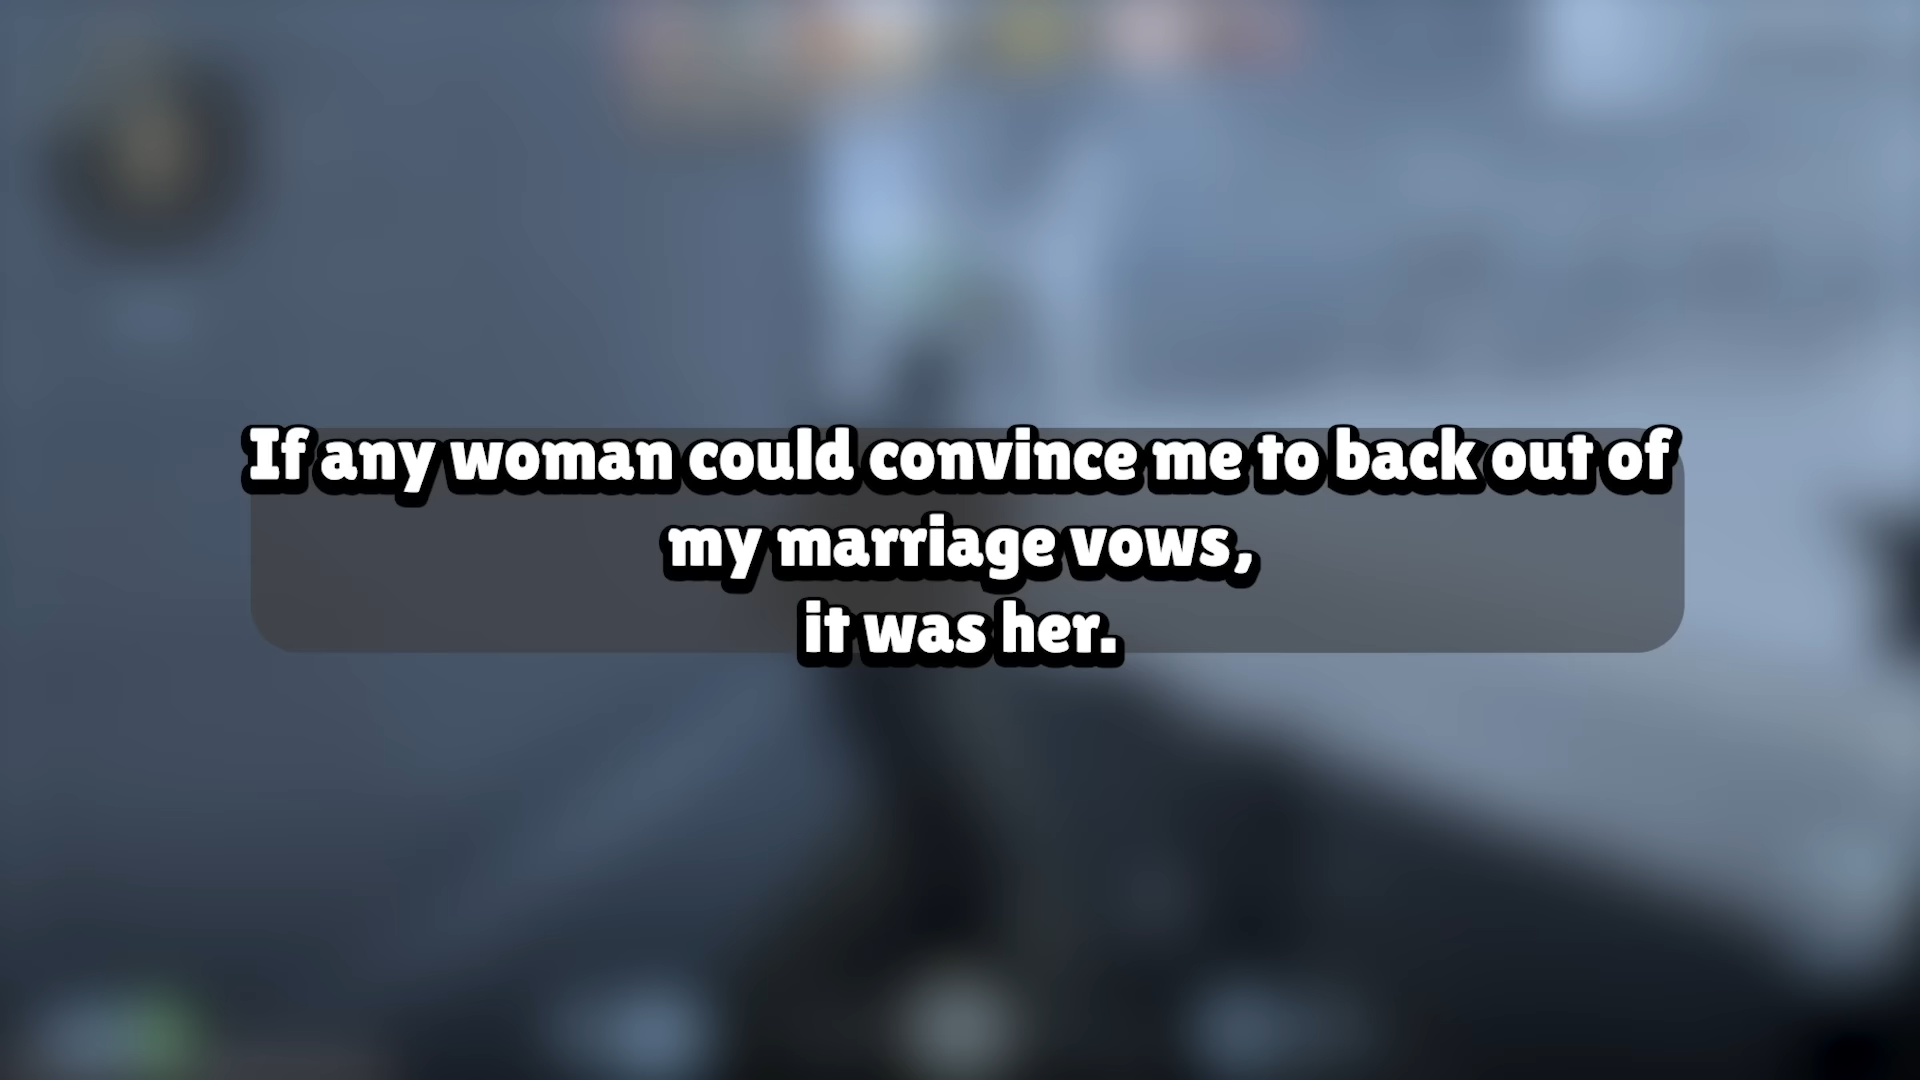 If any woman could convince me to back out of
my marriage vows,
it was her.